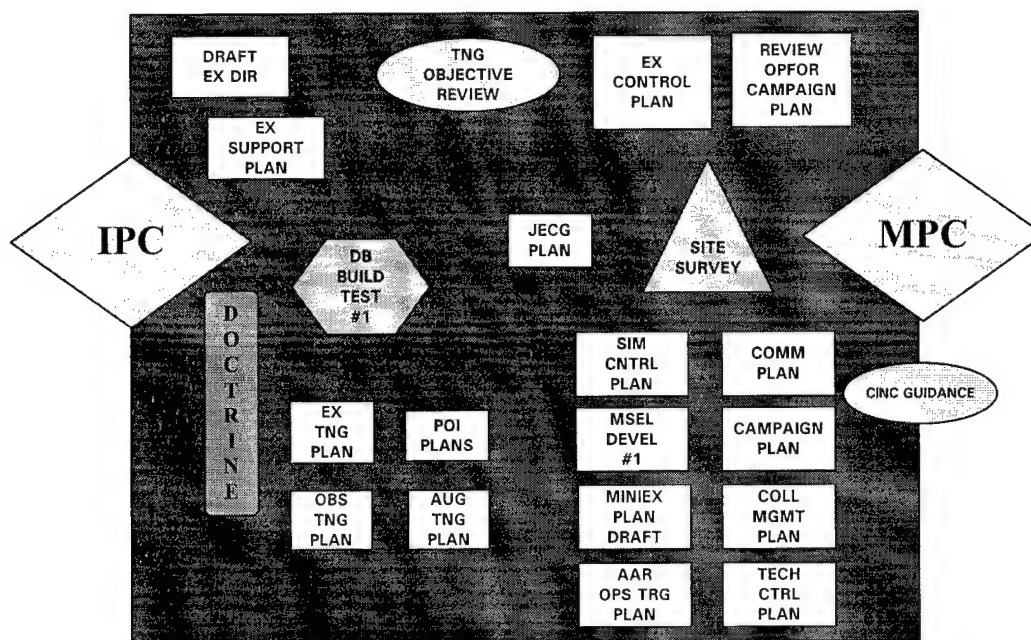 DRAFT
EX DIR
TNG
OBJECTIVE
REVIEW
EX
CONTROL
PLAN
REVIEW
OPFOR
CAMPAIGN
PLAN
EX
SUPPORT
PLAN
IPC
JECG
PLAN
SITE
SURVEY
MPC
DB
BUILD
TEST
#1
DOCTRINE
SIM
CNTRL
PLAN
COMM
PLAN
CINC GUIDANCE
EX
TNG
PLAN
POI
PLANS
MSEL
DEVEL
#1
CAMPAIGN
PLAN
OBS
TNG
PLAN
AUG
TNG
PLAN
MINIEX
PLAN
DRAFT
COLL
MGMT
PLAN
AAR
OPS TRG
PLAN
TECH
CTRL
PLAN